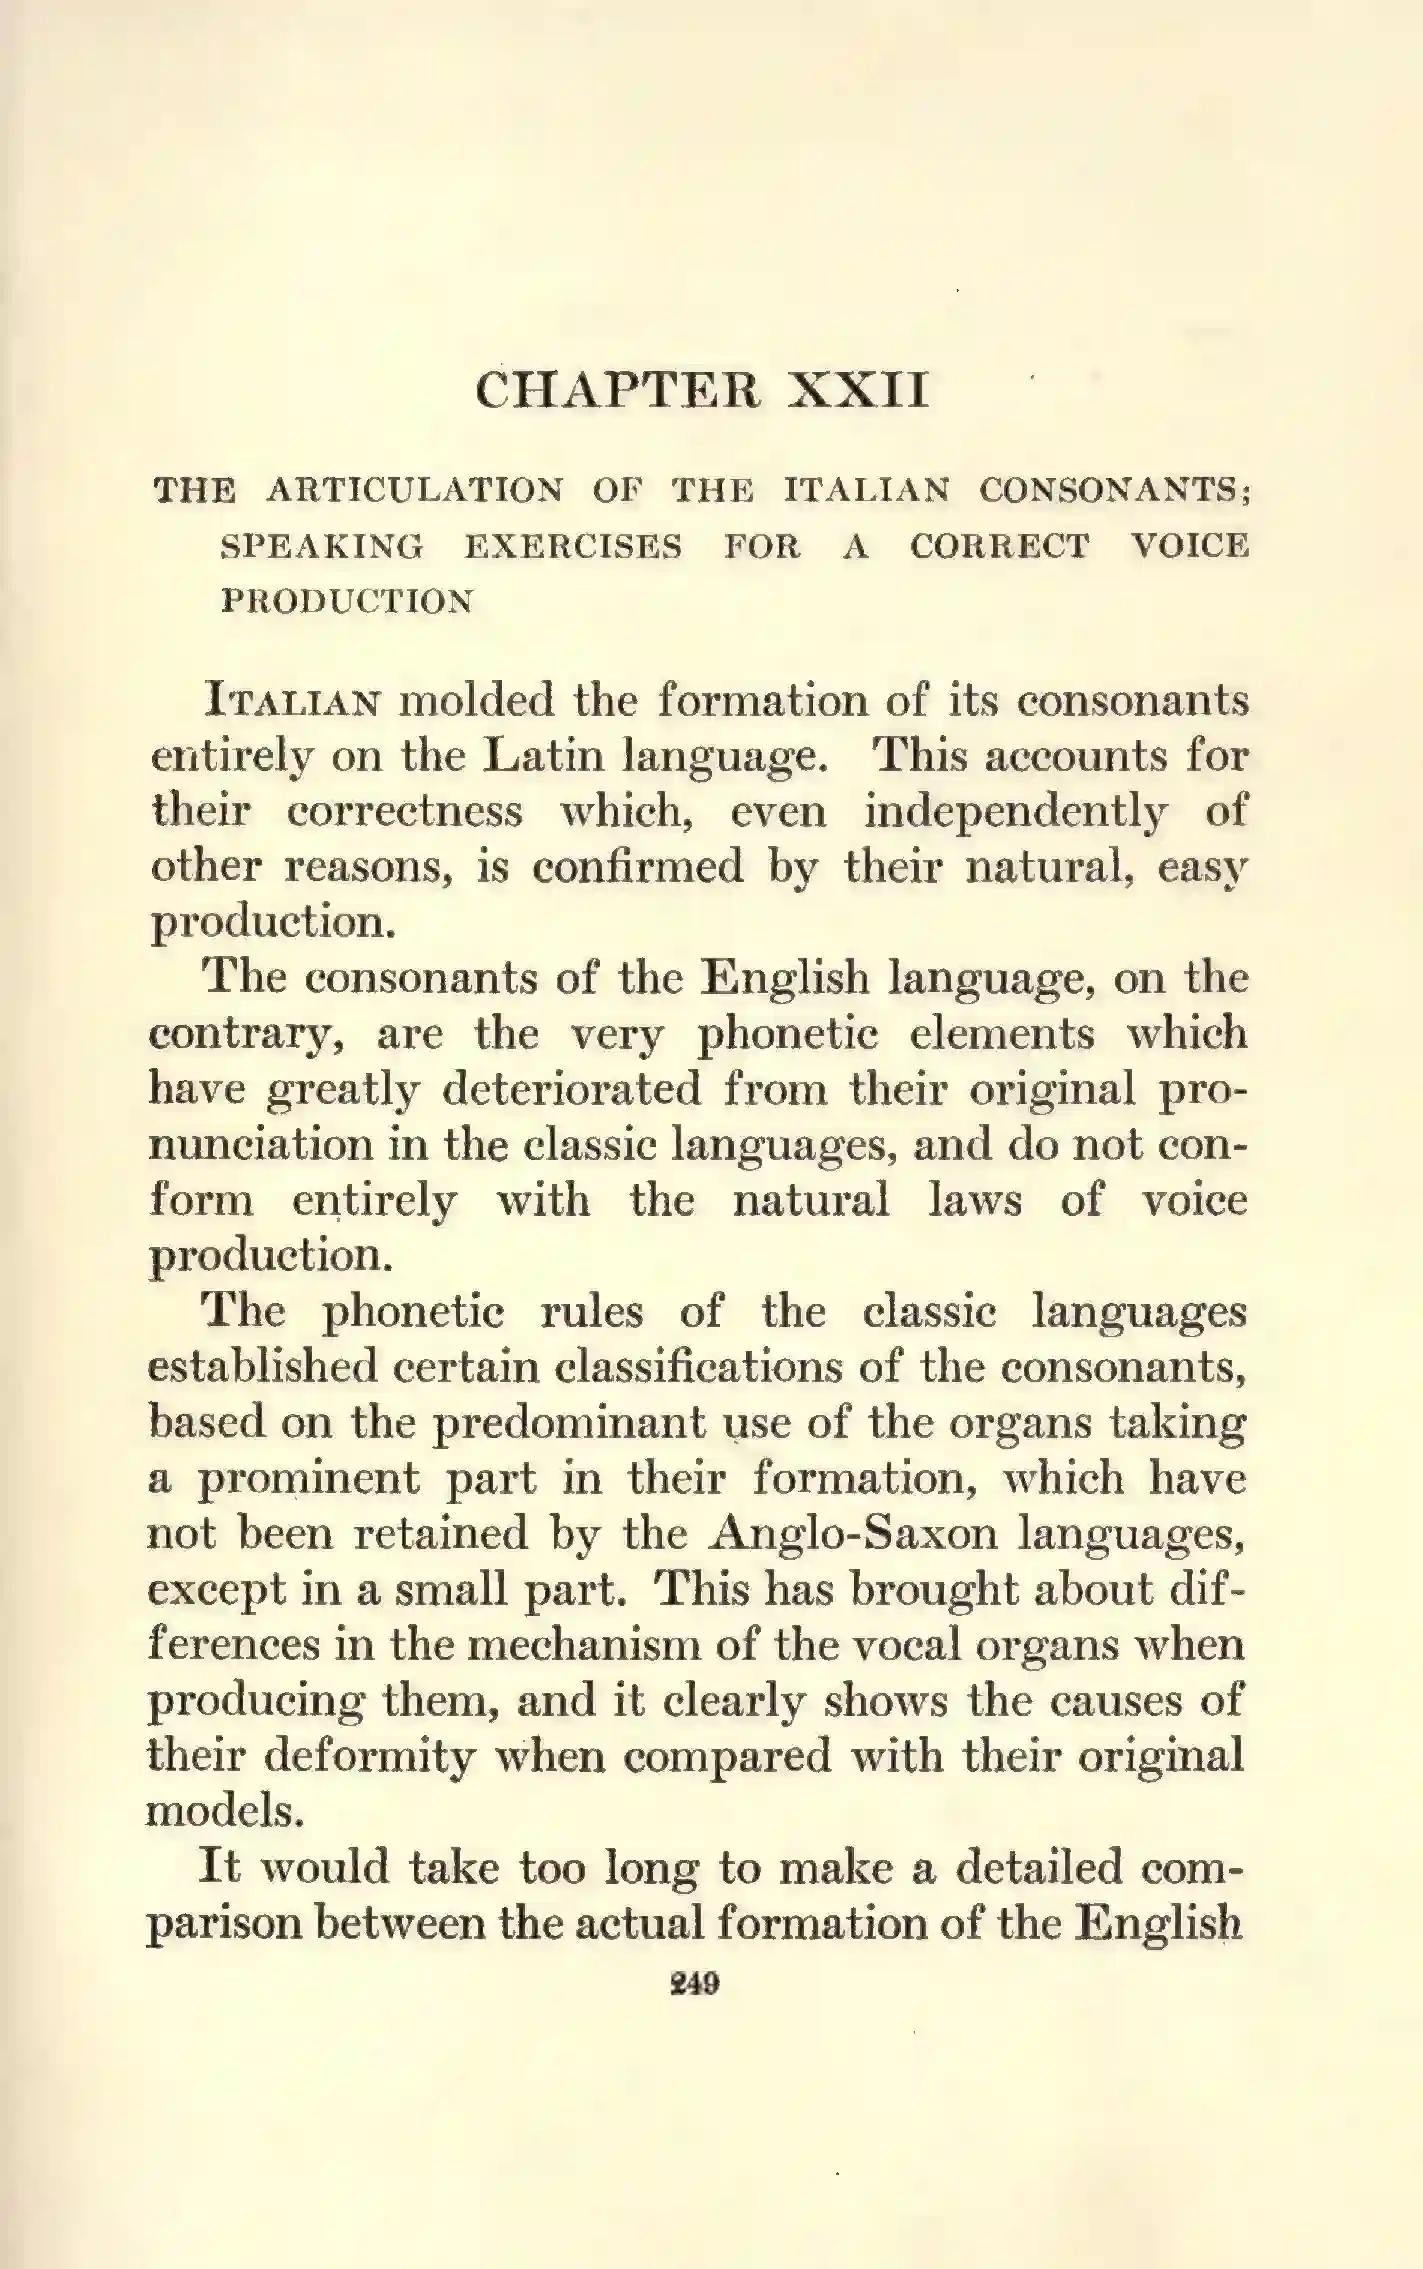 CHAPTER XXII
THE ARTICULATION OF THE ITALIAN CONSONANTS;
SPEAKING EXERCISES FOR A CORRECT VOICE
PRODUCTION
ITALIAN molded the formation of its consonants
entirely on the Latin language. This accounts for
their correctness which, even independently of
other reasons, is confirmed by their natural, easy
production.
The consonants of the English language, on the
contrary, are the very phonetic elements which
have greatly deteriorated from their original pro-
nunciation in the classic languages, and do not con-
form entirely with the natural laws of voice
production.
The phonetic rules of the classic languages
established certain classifications of the consonants,
based on the predominant use of the organs taking
a prominent part in their formation, which have
not been retained by the Anglo-Saxon languages,
except in a small part. This has brought about dif-
ferences in the mechanism of the vocal organs when
producing them, and it clearly shows the causes of
their deformity when compared with their original
models.
It would take too long to make a detailed com-
parison between the actual formation of the English
249